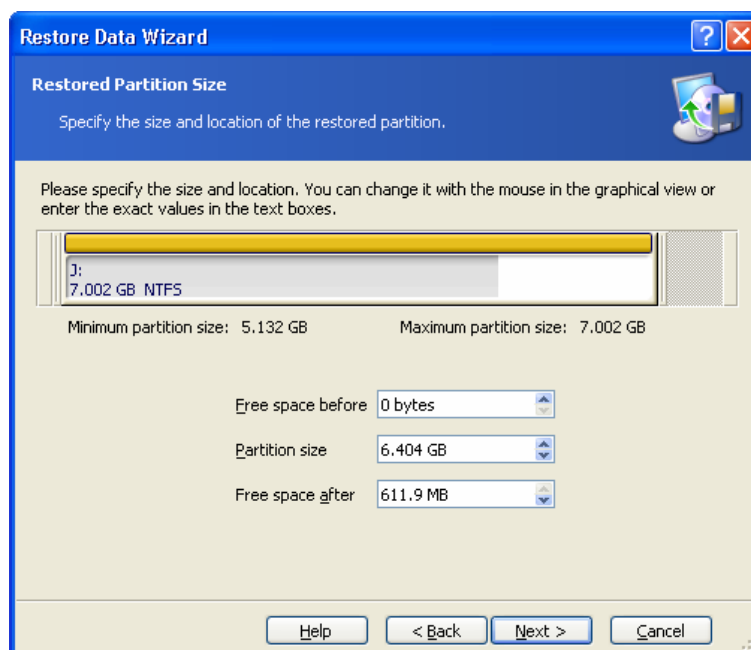 Restore Data Wizard
Restored Partition Size
Specify the size and location of the restored partition.
Please specify the size and location. You can change it with the mouse in the graphical view or
enter the exact values in the text boxes.
J:
7.002 GB NTFS
Minimum partition size: 5.132 GB Maximum partition size: 7.002 GB
Free space before 0 bytes
Partition size 6.404 GB
Free space after 611.9 MB
Help < Back Next > Cancel